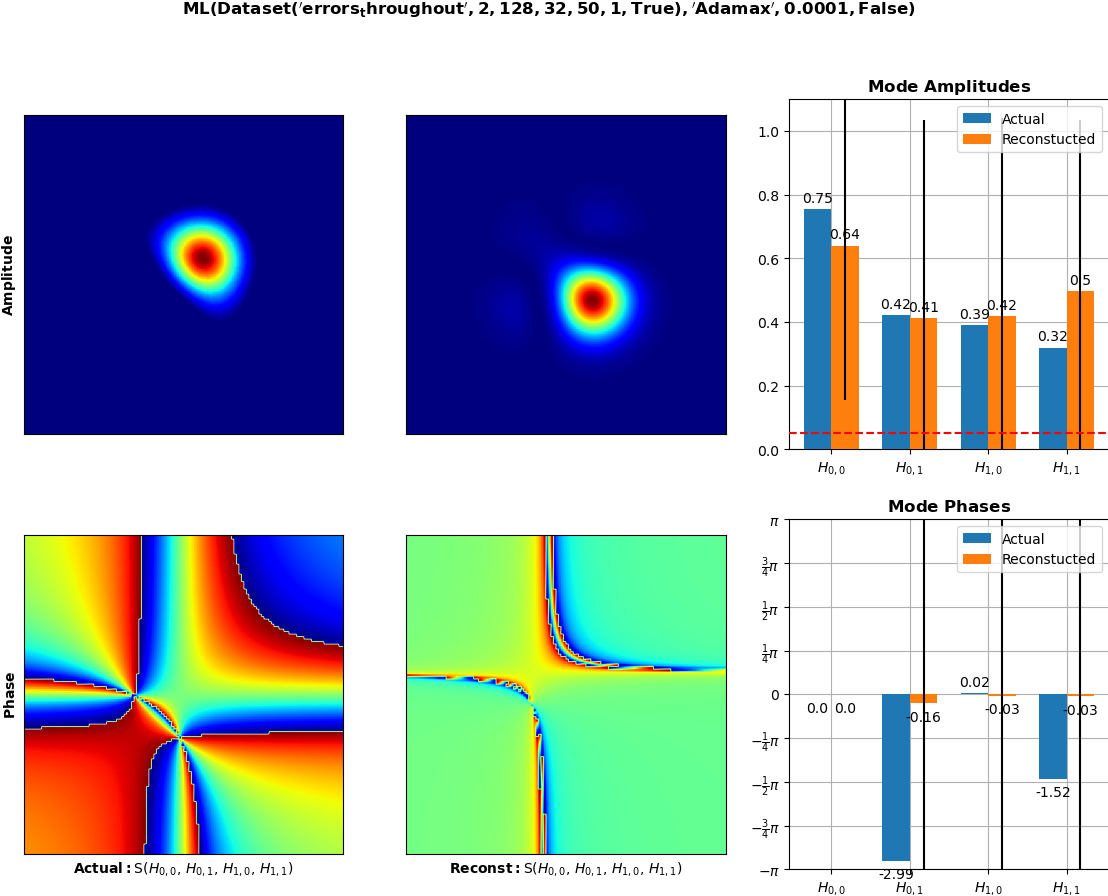 ML(Dataset('errors_throughout', 2, 128, 32, 50, 1, True), 'Adamax', 0.0001, False)
Amplitude
Mode Amplitudes
Actual
Reconstucted
1.0
0.8
0.6
0.4
0.2
0.0
0.75
0.64
0.42
0.41
0.39
0.42
0.32
0.5
H0,0
H0,1
H1,0
H1,1
Phase
Actual: S(H0,0, H0,1, H1,0, H1,1)
Reconst: S(H0,0, H0,1, H1,0, H1,1)
Mode Phases
Actual
Reconstucted
π
3/4π
1/2π
1/4π
0
−1/4π
−1/2π
−3/4π
−π
0.0
0.0
-2.99
-0.16
0.02
-0.03
-1.52
-0.03
H0,0
H0,1
H1,0
H1,1